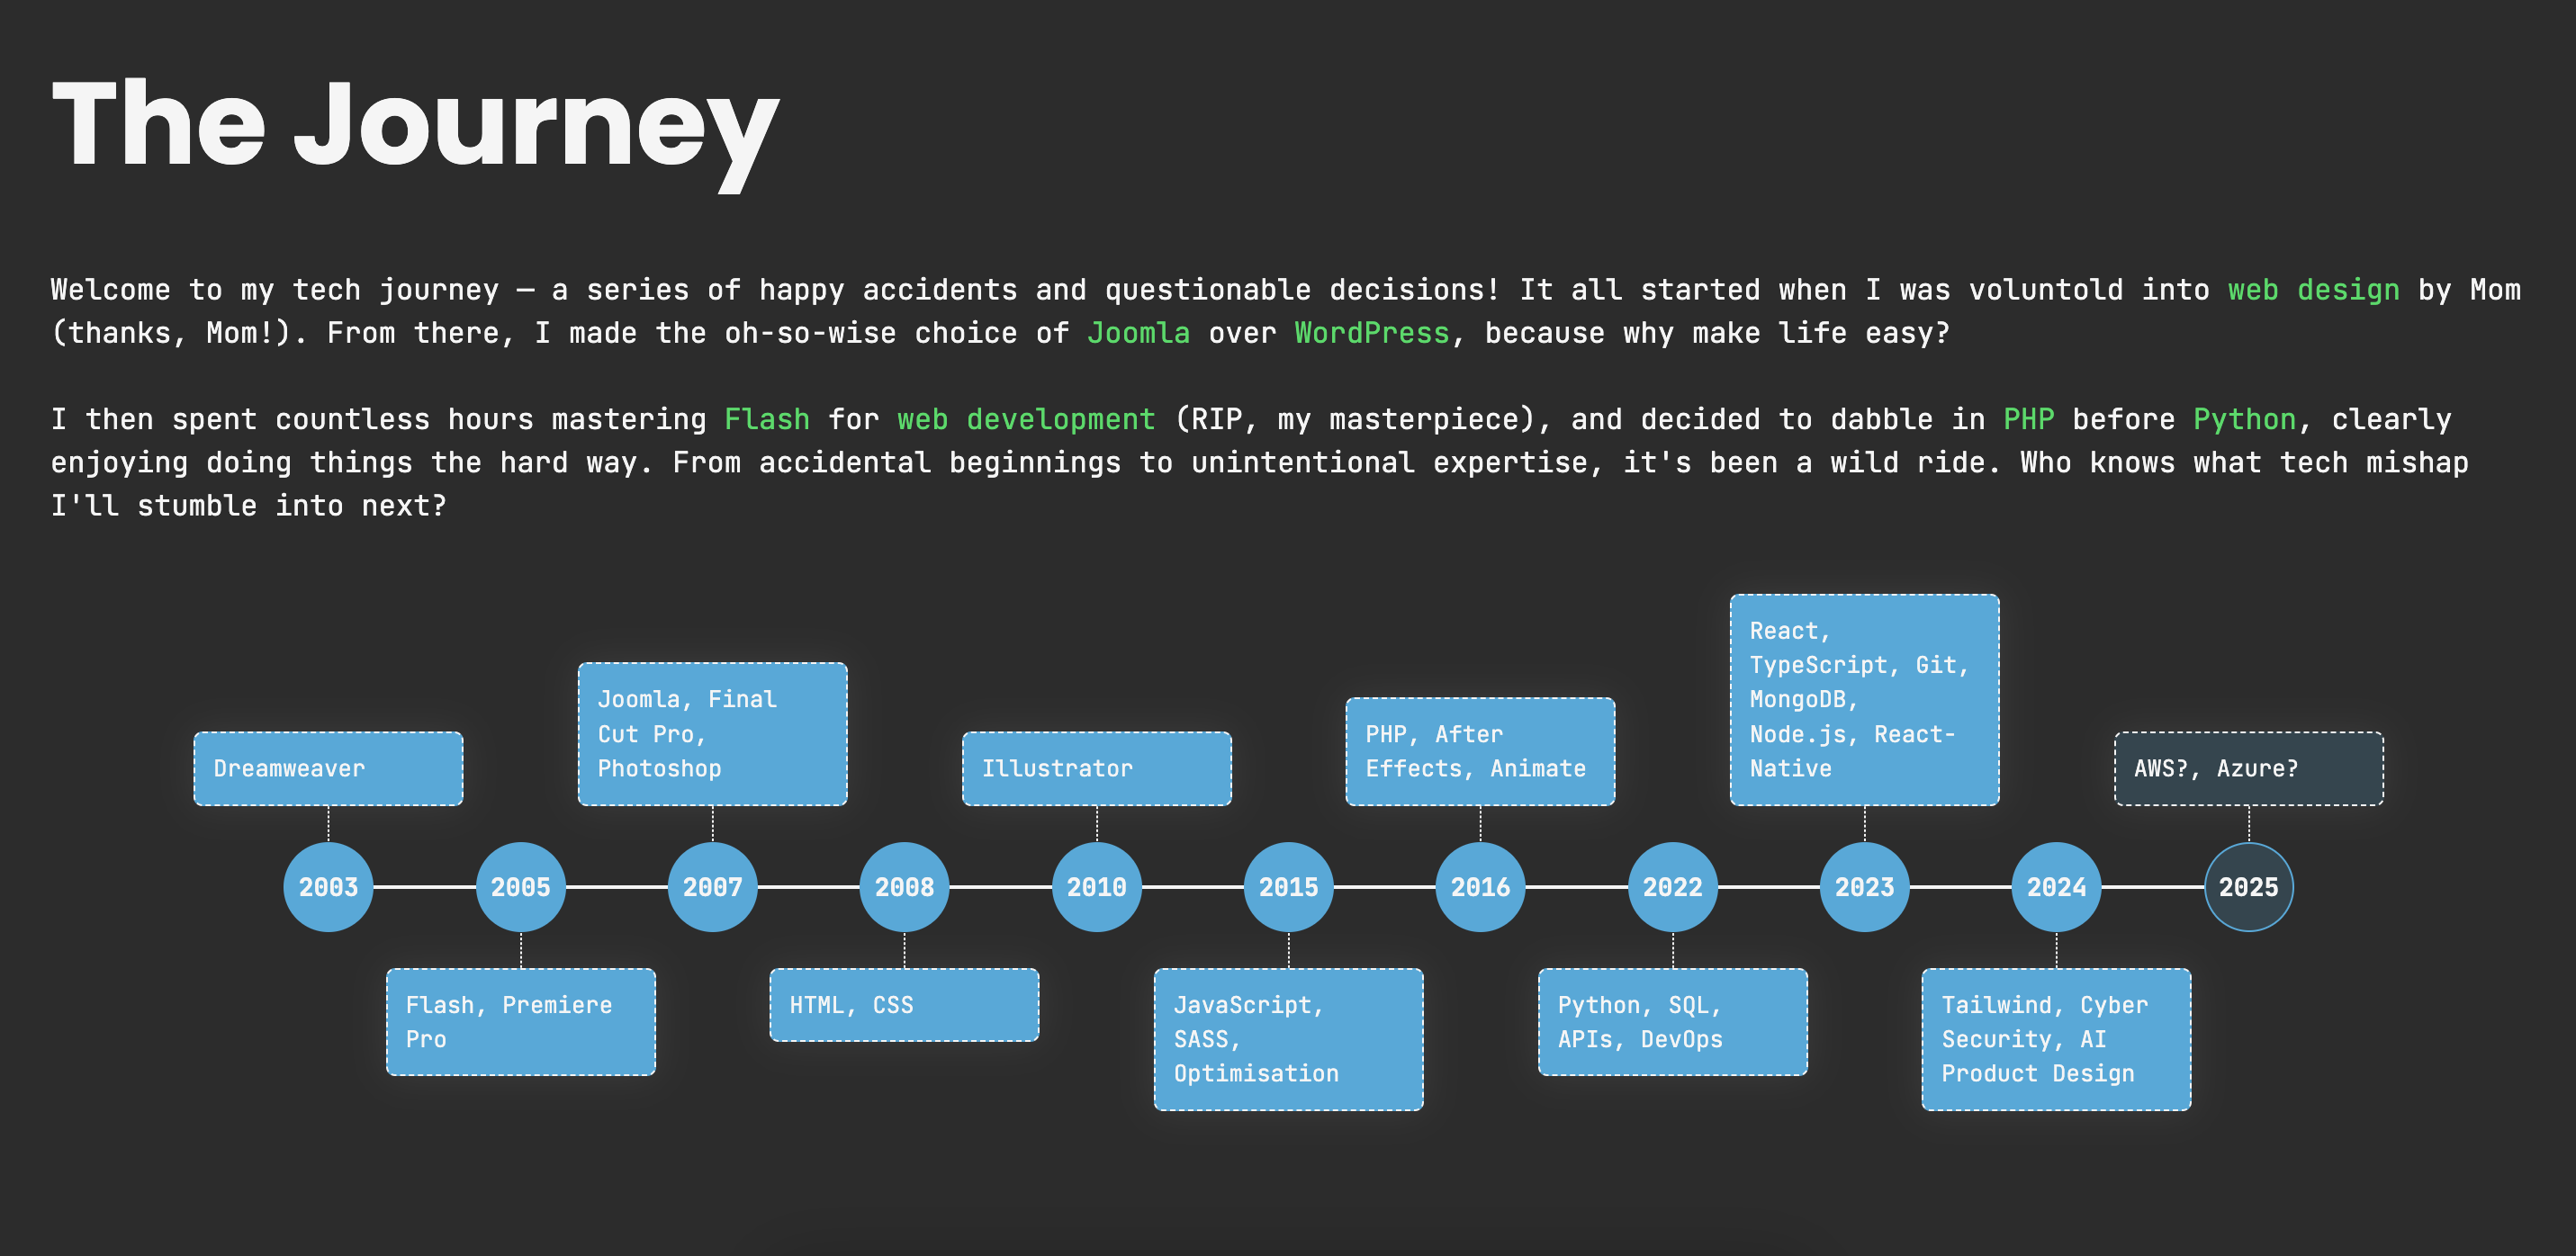 The Journey
Welcome to my tech journey — a series of happy accidents and questionable decisions! It all started when I was voluntold into web design by Mom
(thanks, Mom!). From there, I made the oh-so-wise choice of Joomla over WordPress, because why make life easy?
I then spent countless hours mastering Flash for web development (RIP, my masterpiece), and decided to dabble in PHP before Python, clearly
enjoying doing things the hard way. From accidental beginnings to unintentional expertise, it's been a wild ride. Who knows what tech mishap
I'll stumble into next?
Dreamweaver
Joomla, Final
Cut Pro,
Photoshop
Illustrator
PHP, After
Effects, Animate
React,
TypeScript, Git,
MongoDB,
Node.js, React-
Native
AWS?, Azure?
2003
2005
2007
2008
2010
2015
2016
2022
2023
2024
2025
Flash, Premiere
Pro
HTML, CSS
JavaScript,
SASS,
Optimisation
Python, SQL,
APIs, DevOps
Tailwind, Cyber
Security, AI
Product Design